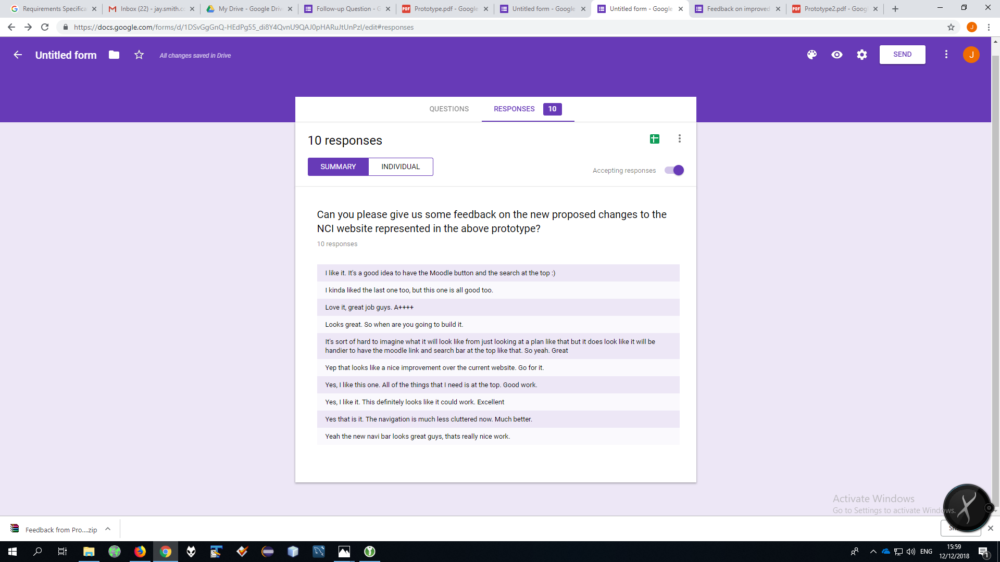 Requirements Specifica
Inbox (22) - jay.smith.cc
My Drive - Google Driv
Follow-up Question - G
Prototype.pdf - Google
Untitled form - Google
Untitled form - Google
Feedback on improved
Prototype2.pdf - Goog
https://docs.google.com/forms/d/1DSvGgGnQ-HEdPg55_di8Y4QvnU9QAJ0pHARuJtUnPzI/edit#responses
J
Untitled form
All changes saved in Drive
SEND
J
QUESTIONS
RESPONSES 10
10 responses
SUMMARY
INDIVIDUAL
Accepting responses
Can you please give us some feedback on the new proposed changes to the
NCI website represented in the above prototype?
10 responses
I like it. It's a good idea to have the Moodle button and the search at the top :)
I kinda liked the last one too, but this one is all good too.
Love it, great job guys. A++++
Looks great. So when are you going to build it.
It's sort of hard to imagine what it will look like from just looking at a plan like that but it does look like it will be
handier to have the moodle link and search bar at the top like that. So yeah. Great
Yep that looks like a nice improvement over the current website. Go for it.
Yes, I like this one. All of the things that I need is at the top. Good work.
Yes, I like it. This definitely looks like it could work. Excellent
Yes that is it. The navigation is much less cluttered now. Much better.
Yeah the new navi bar looks great guys, thats really nice work.
Activate Windows
Go to Settings to activate Windows.
Feedback from Pro....zip
ENG
15:59
12/12/2018
1